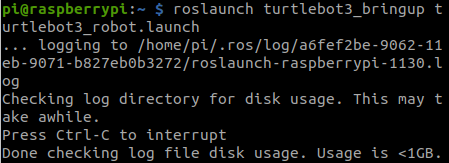 pi@raspberrypi:~ $ roslaunch turtlebot3_bringup t
urtlebot3_robot.launch
... logging to /home/pi/.ros/log/a6fef2be-9062-11
eb-9071-b827eb0b3272/roslaunch-raspberrypi-1130.l
og
Checking log directory for disk usage. This may t
ake awhile.
Press Ctrl-C to interrupt
Done checking log file disk usage. Usage is <1GB.